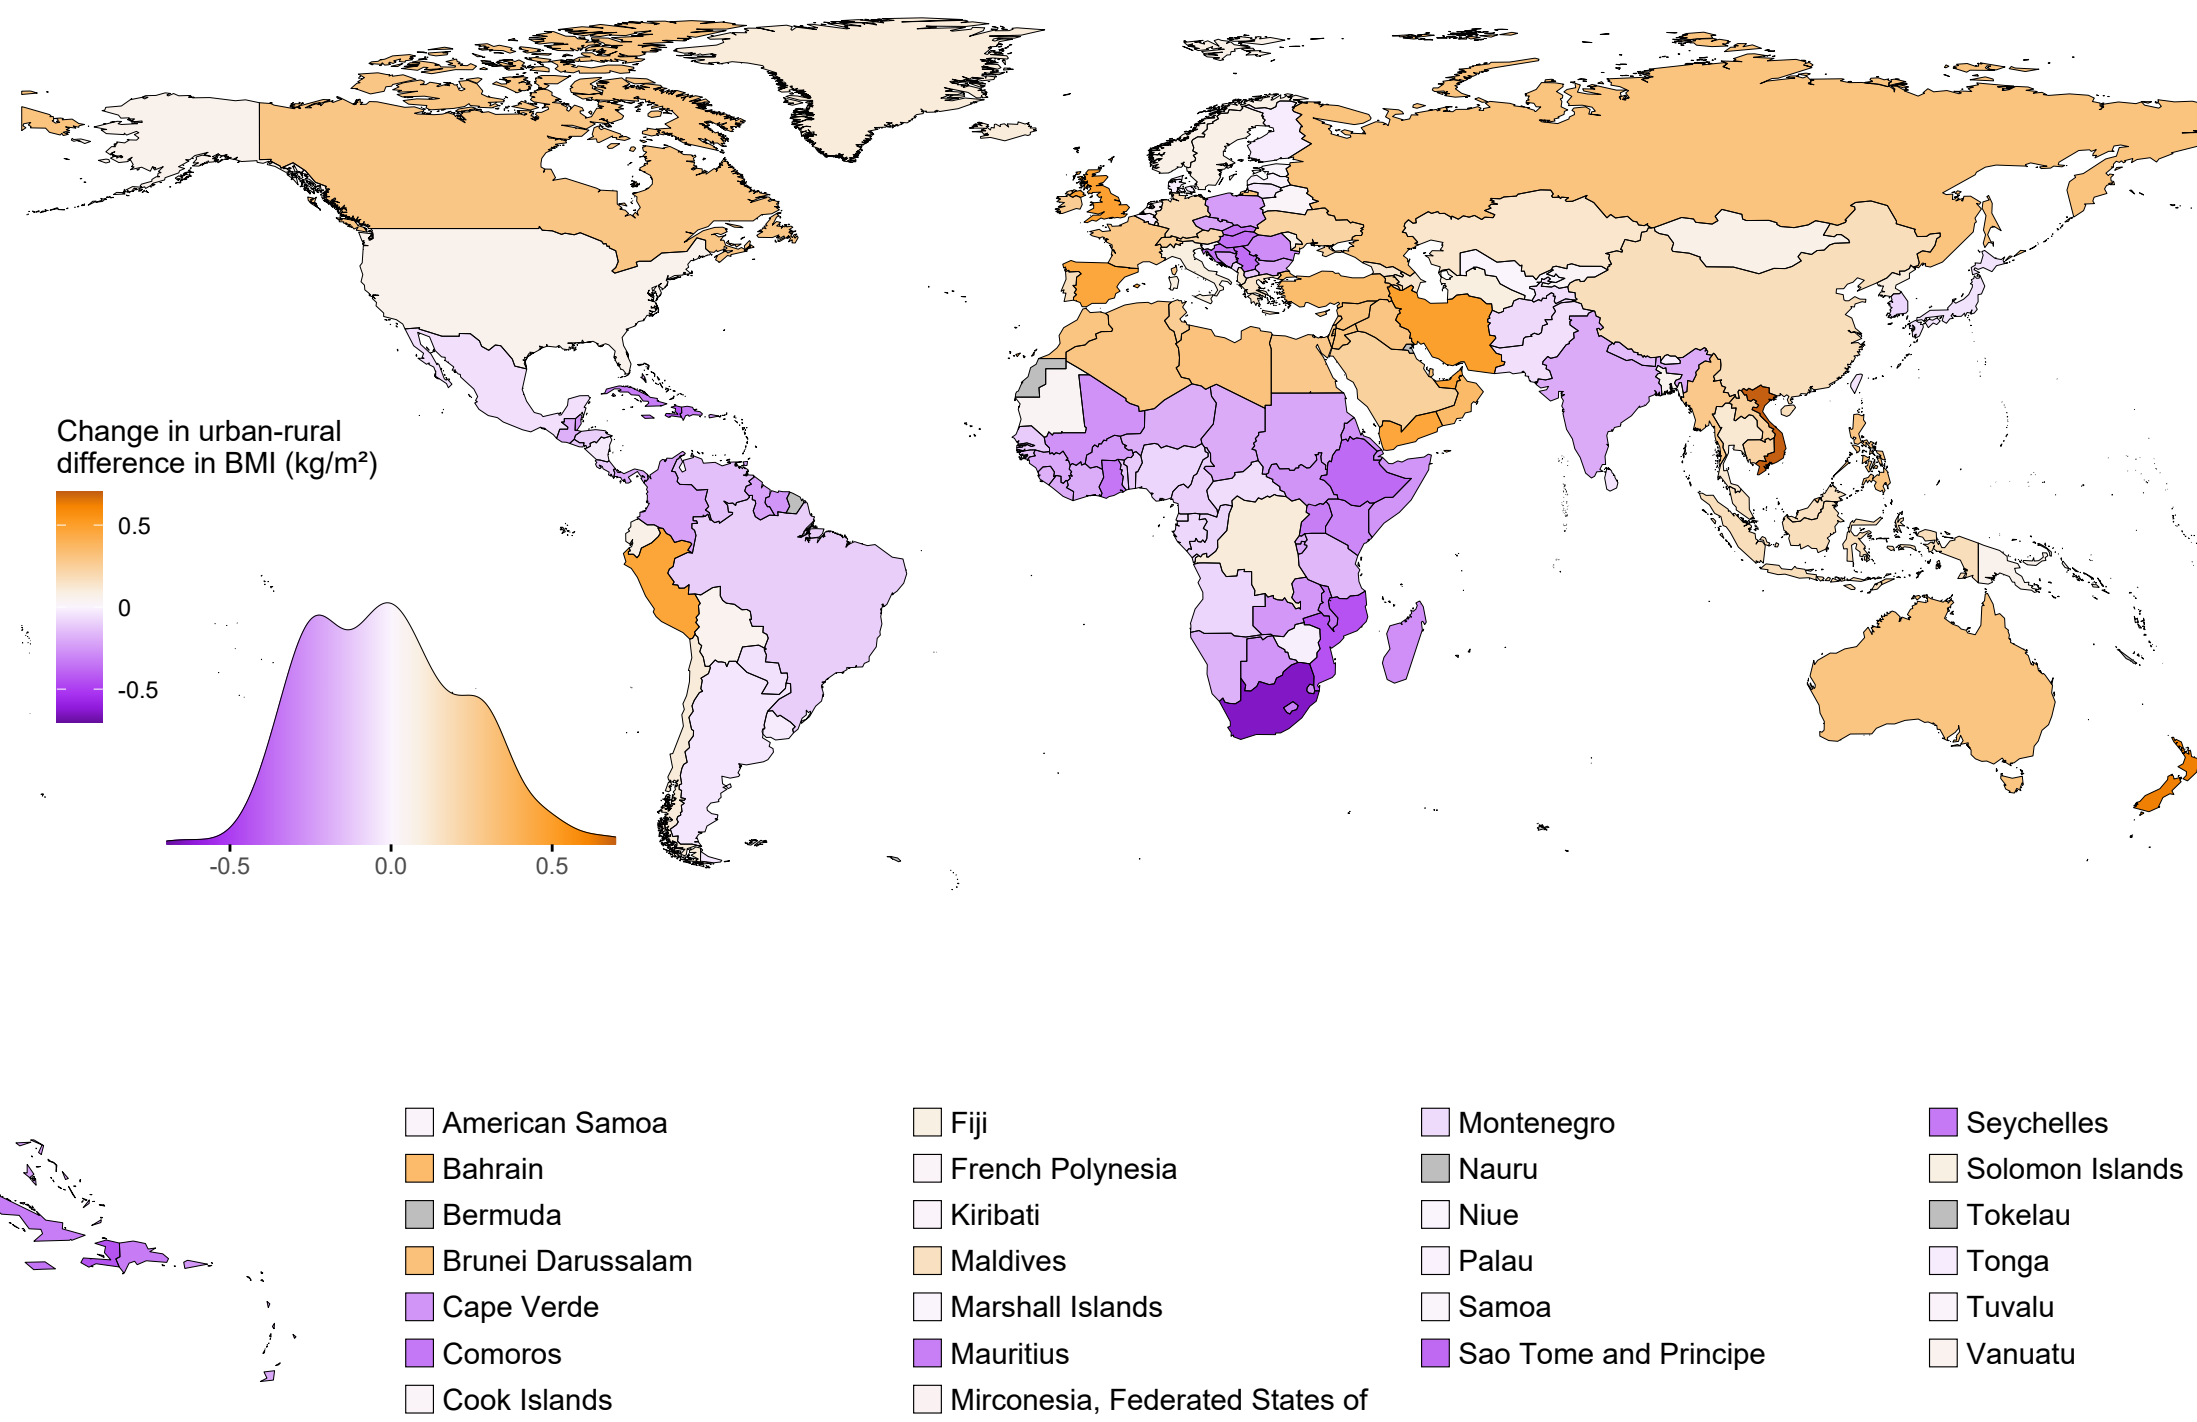 Change in urban-rural
difference in BMI (kg/m²)
0.5
0
-0.5
-0.5
0.0
0.5
American Samoa
Bahrain
Bermuda
Brunei Darussalam
Cape Verde
Comoros
Cook Islands
Fiji
French Polynesia
Kiribati
Maldives
Marshall Islands
Mauritius
Mirconesia, Federated States of
Montenegro
Nauru
Niue
Palau
Samoa
Sao Tome and Principe
Seychelles
Solomon Islands
Tokelau
Tonga
Tuvalu
Vanuatu